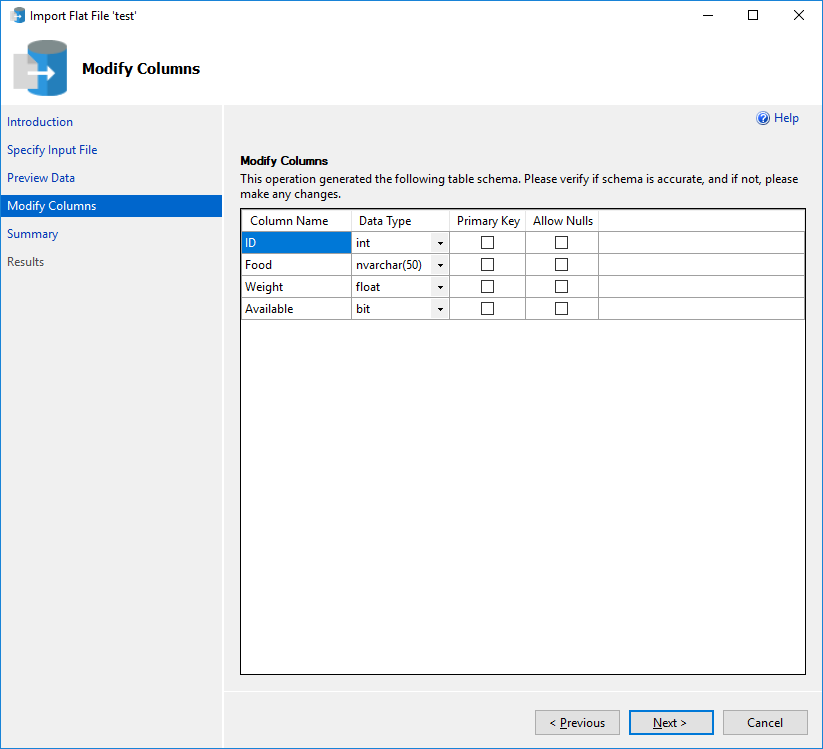 Import Flat File 'test'
Modify Columns
Introduction
Specify Input File
Preview Data
Modify Columns
Summary
Results
Help
Modify Columns
This operation generated the following table schema. Please verify if schema is accurate, and if not, please
make any changes.
Column Name Data Type Primary Key Allow Nulls
ID int
Food nvarchar(50)
Weight float
Available bit
< Previous Next > Cancel